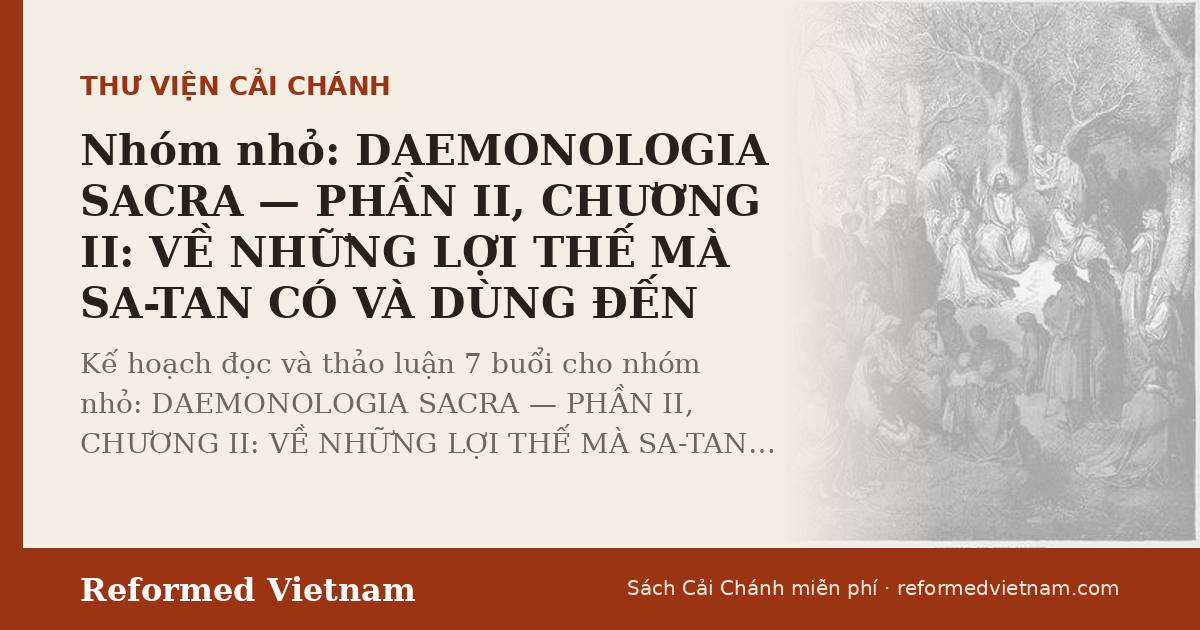 THƯ VIỆN CẢI CHÁNH
Nhóm nhỏ: DAEMONOLOGIA
SACRA — PHẦN II, CHƯƠNG
II: VỀ NHỮNG LỢI THẾ MÀ
SA-TAN CÓ VÀ DÙNG ĐẾN
Kế hoạch đọc và thảo luận 7 buổi cho nhóm
nhỏ: DAEMONOLOGIA SACRA — PHẦN II,
CHƯƠNG II: VỀ NHỮNG LỢI THẾ MÀ SA-TAN...
Reformed Vietnam
Sách Cải Chánh miễn phí · reformedvietnam.com